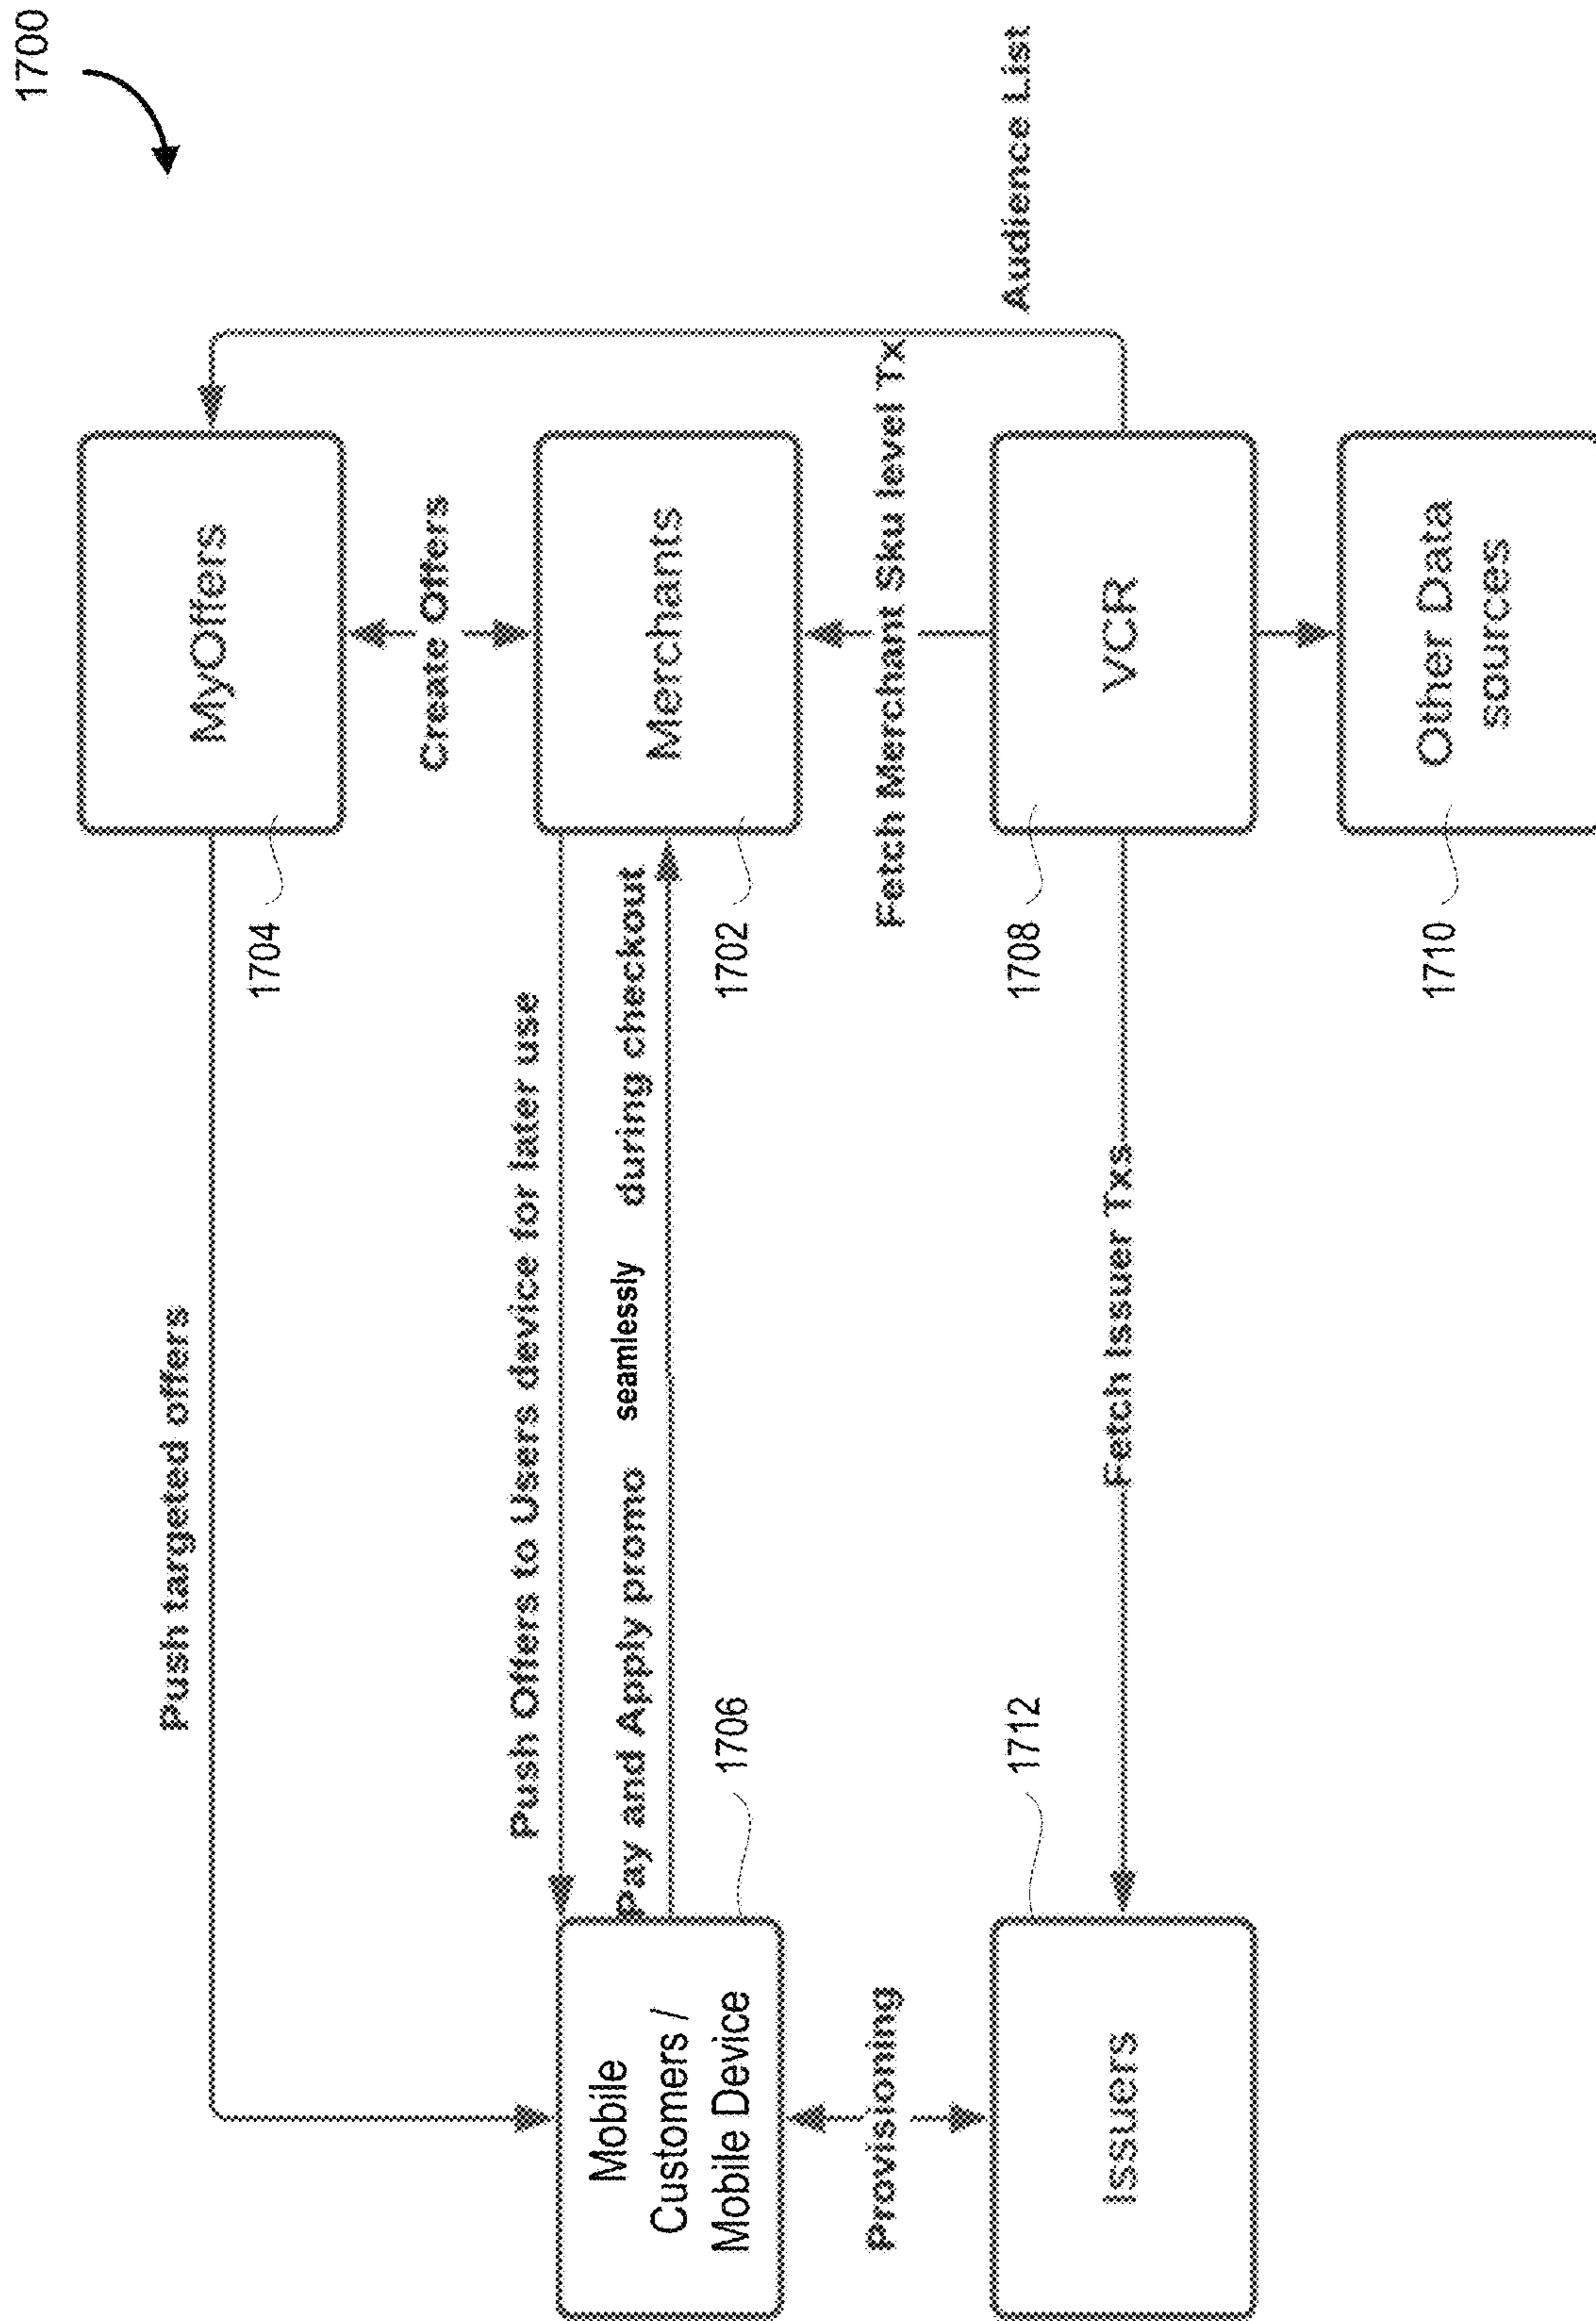 1700
MyOffers
1704
Push targeted offers
Create Offers
Push Offers to Users device for later use
Merchants
1702
Pay and Apply promo seamlessly during checkout
Mobile
Customers /
Mobile Device
1706
Fetch Merchant Sku level Tx
Audience List
Provisioning
VCR
1708
Fetch Issuer Txs
Issuers
1712
Other Data
sources
1710